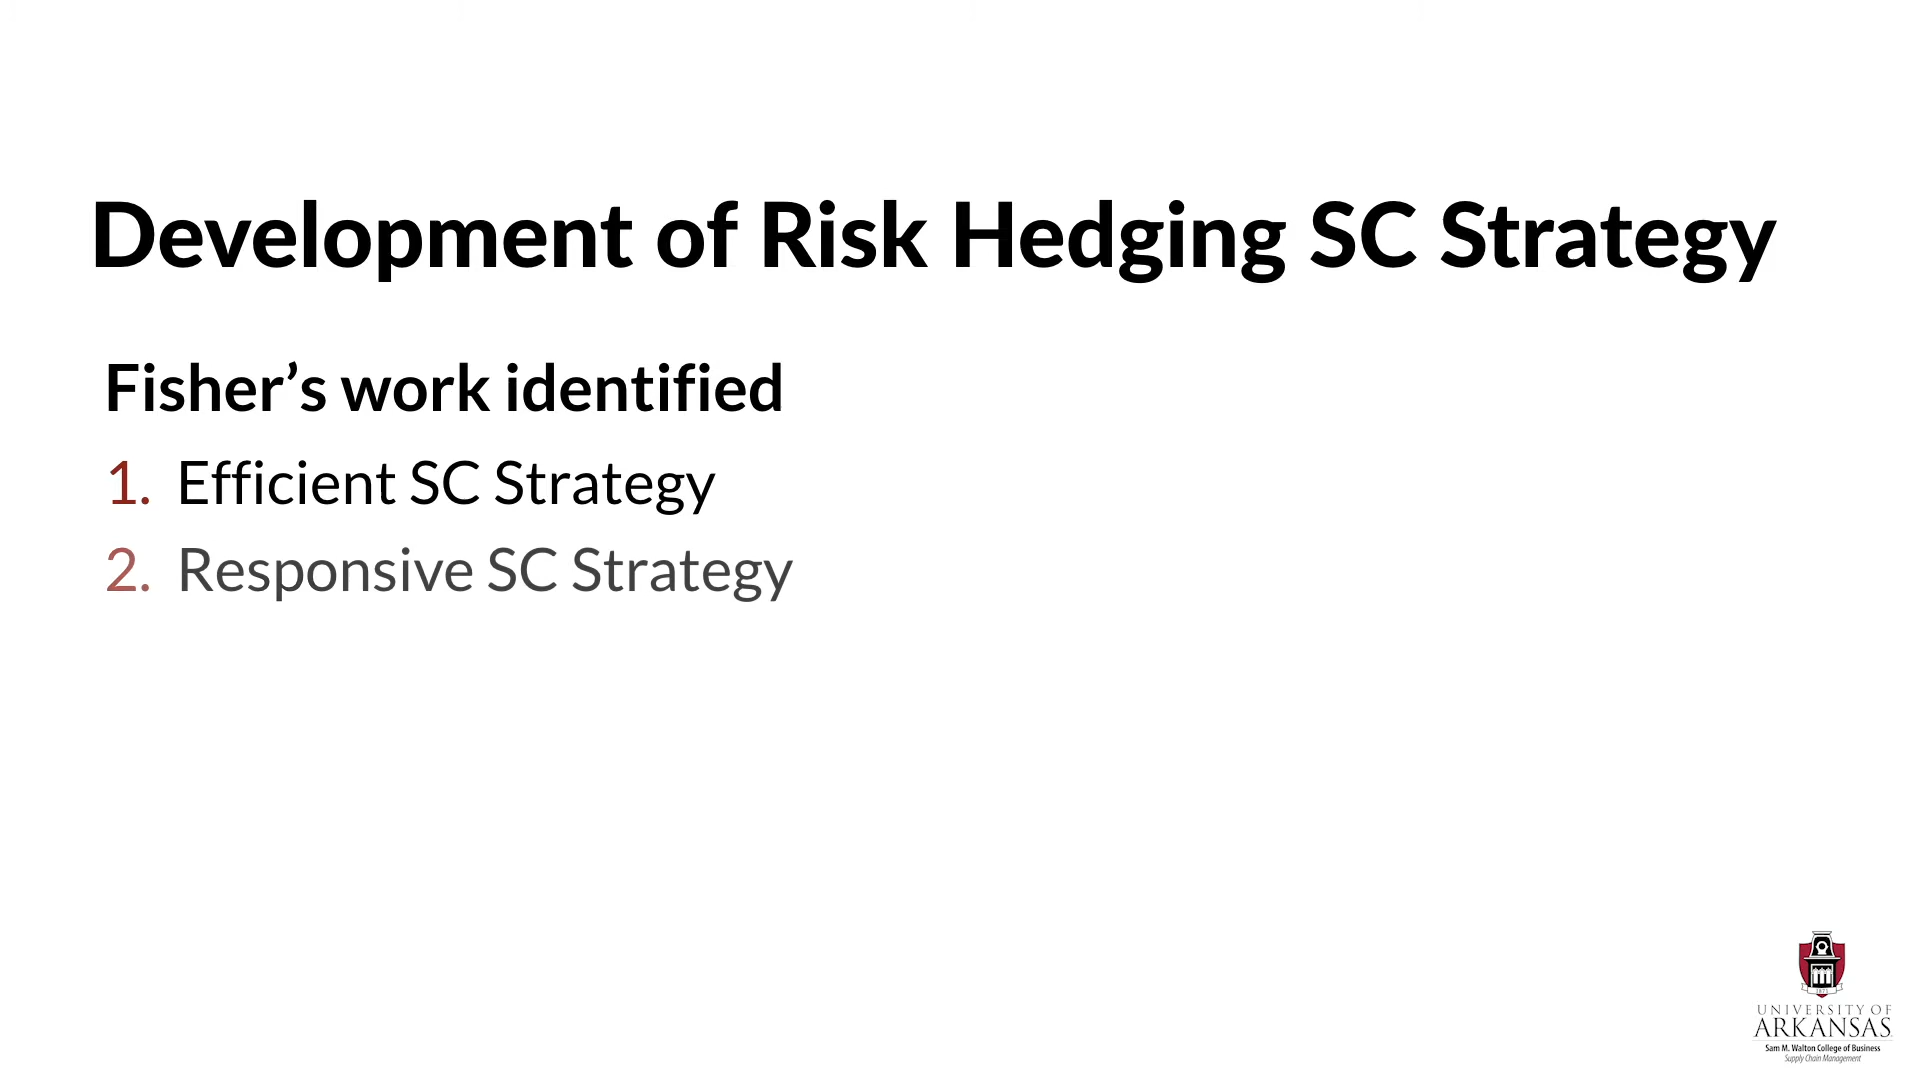 Development of Risk Hedging SC Strategy
Fisher’s work identified
1. Efficient SC Strategy
2. Responsive SC Strategy
1871
UNIVERSITY OF
ARKANSAS
Sam M. Walton College of Business
Supply Chain Management